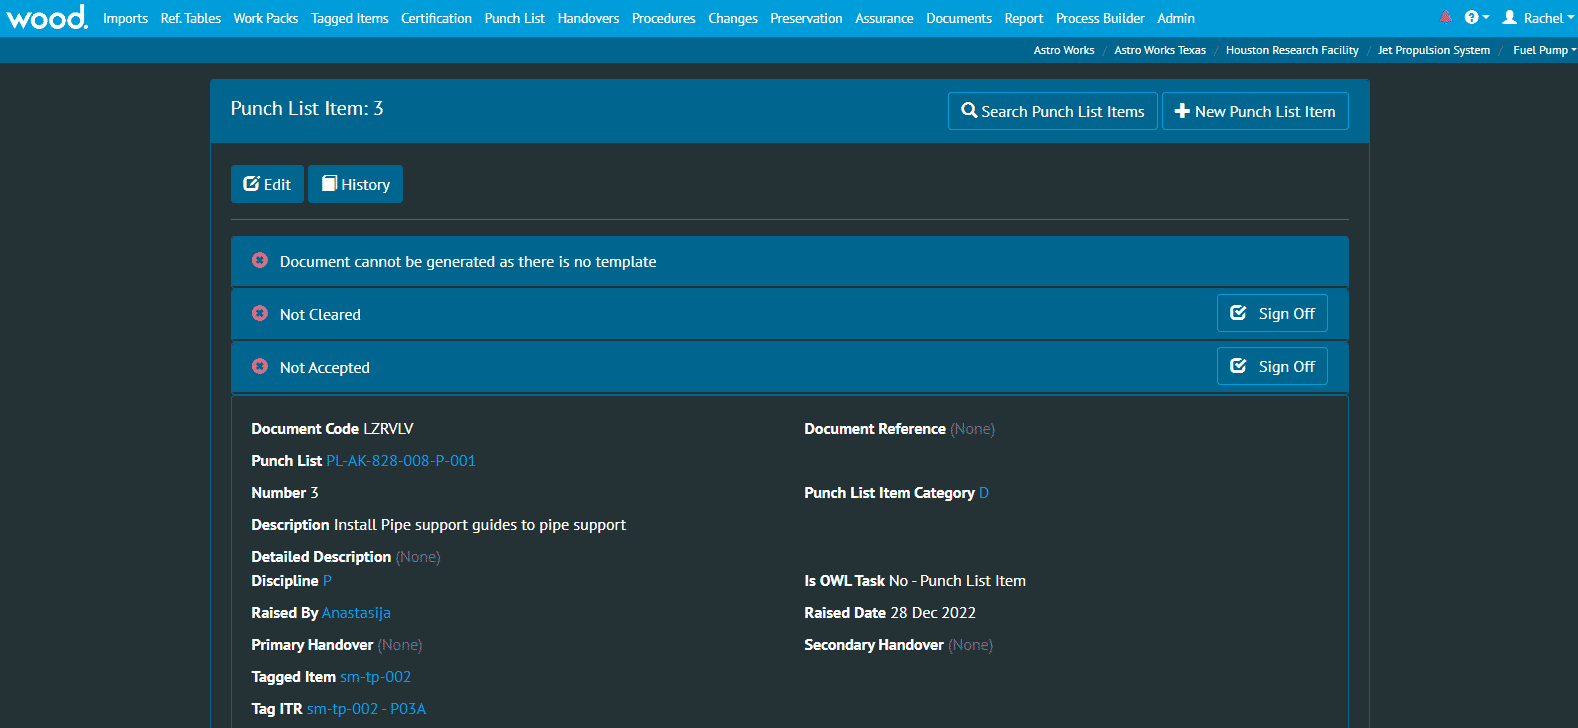 wood. Imports Ref. Tables Work Packs Tagged Items Certification Punch List Handovers Procedures Changes Preservation Assurance Documents Report Process Builder Admin Rachel
Astro Works / Astro Works Texas / Houston Research Facility / Jet Propulsion System / Fuel Pump
Punch List Item: 3 Search Punch List Items New Punch List Item
Edit History
Document cannot be generated as there is no template
Not Cleared Sign Off
Not Accepted Sign Off
Document Code LZRVLV Document Reference (None)
Punch List PL-AK-828-008-P-001
Number 3 Punch List Item Category D
Description Install Pipe support guides to pipe support
Detailed Description (None)
Discipline P Is OWL Task No - Punch List Item
Raised By Anastasija Raised Date 28 Dec 2022
Primary Handover (None) Secondary Handover (None)
Tagged Item sm-tp-002
Tag ITR sm-tp-002 - P03A